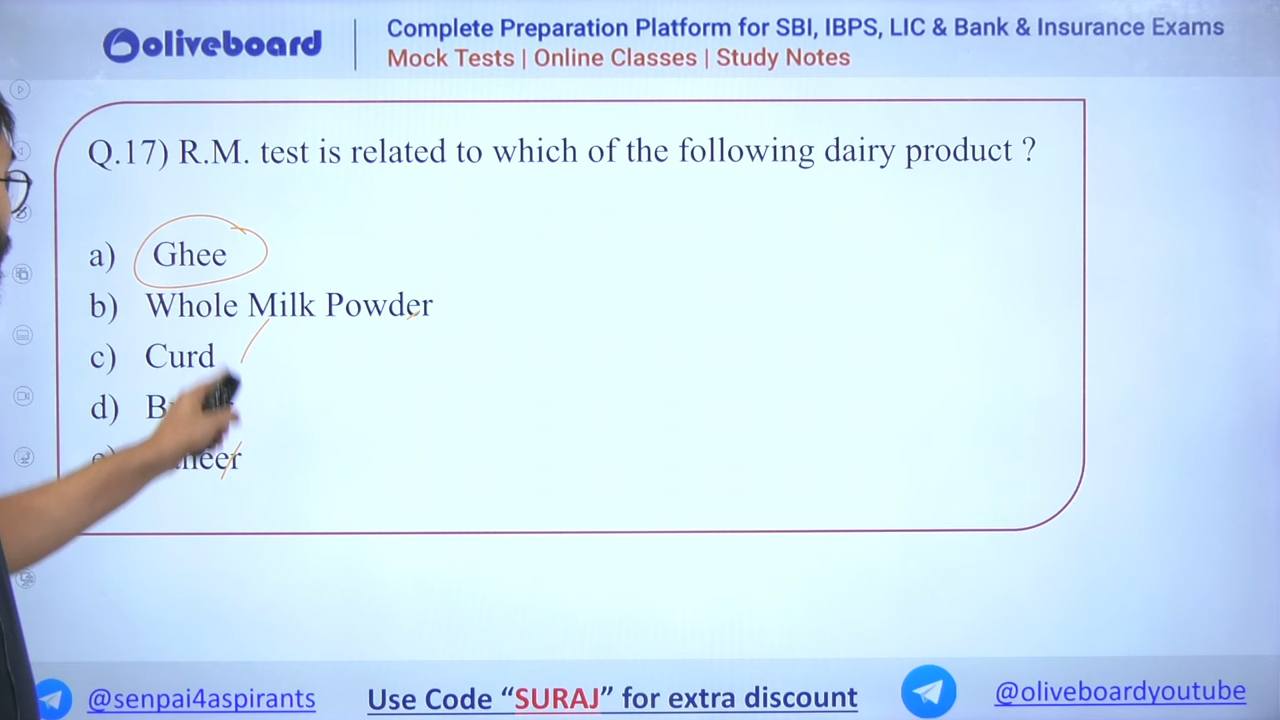 oliveboard
Complete Preparation Platform for SBI, IBPS, LIC & Bank & Insurance Exams
Mock Tests | Online Classes | Study Notes
Q.17) R.M. test is related to which of the following dairy product ?
a) Ghee
b) Whole Milk Powder
c) Curd
d)
@senpai4aspirants
Use Code “SURAJ” for extra discount
@oliveboardyoutube